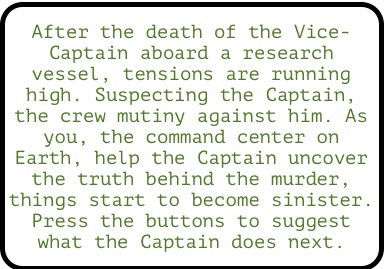 After the death of the Vice-
Captain aboard a research
vessel, tensions are running
high. Suspecting the Captain,
the crew mutiny against him. As
you, the command center on
Earth, help the Captain uncover
the truth behind the murder,
things start to become sinister.
Press the buttons to suggest
what the Captain does next.